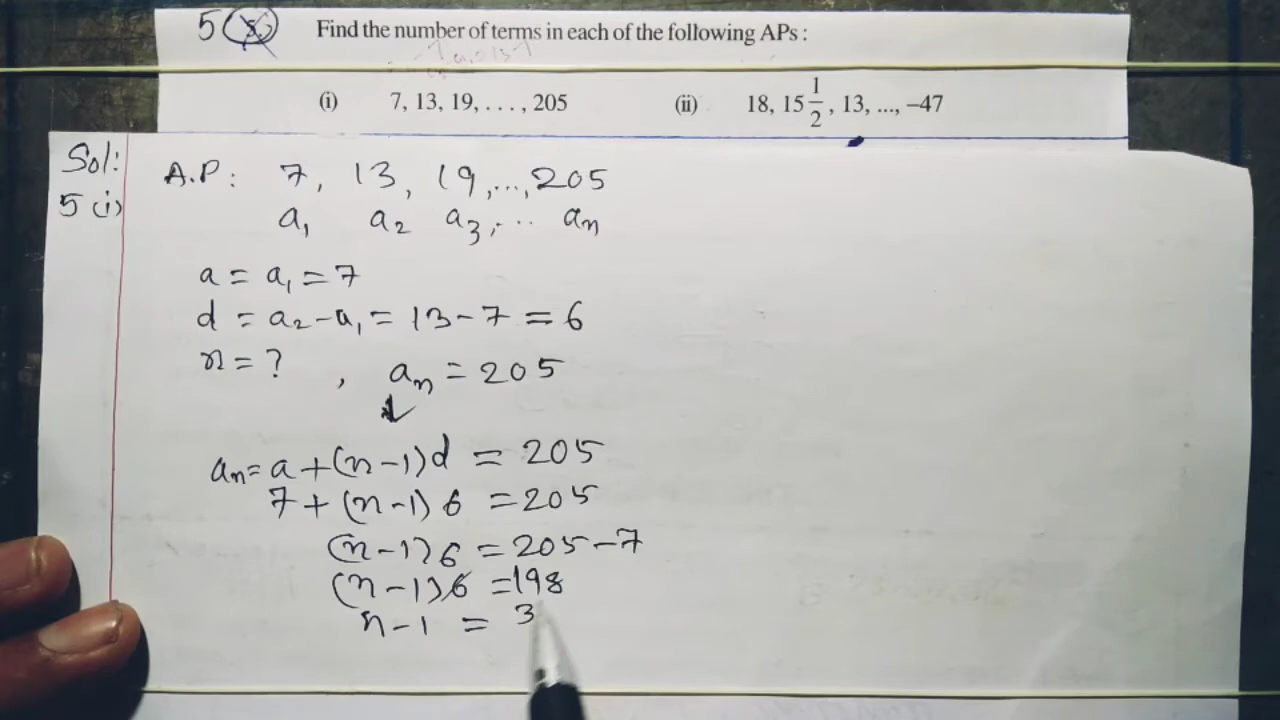 5 Find the number of terms in each of the following APs :
(i) 7, 13, 19, . . . , 205 (ii) 18, 15 1/2 , 13, ..., –47
Sol:
5 (i)
A.P: 7, 13, 19, ..., 205
a₁ a₂ a₃, ... aₙ
a = a₁ = 7
d = a₂ - a₁ = 13 - 7 = 6
n = ? , aₙ = 205
aₙ = a + (n - 1) d = 205
7 + (n - 1) 6 = 205
(n - 1) 6 = 205 - 7
(n - 1) 6 = 198
n - 1 = 3